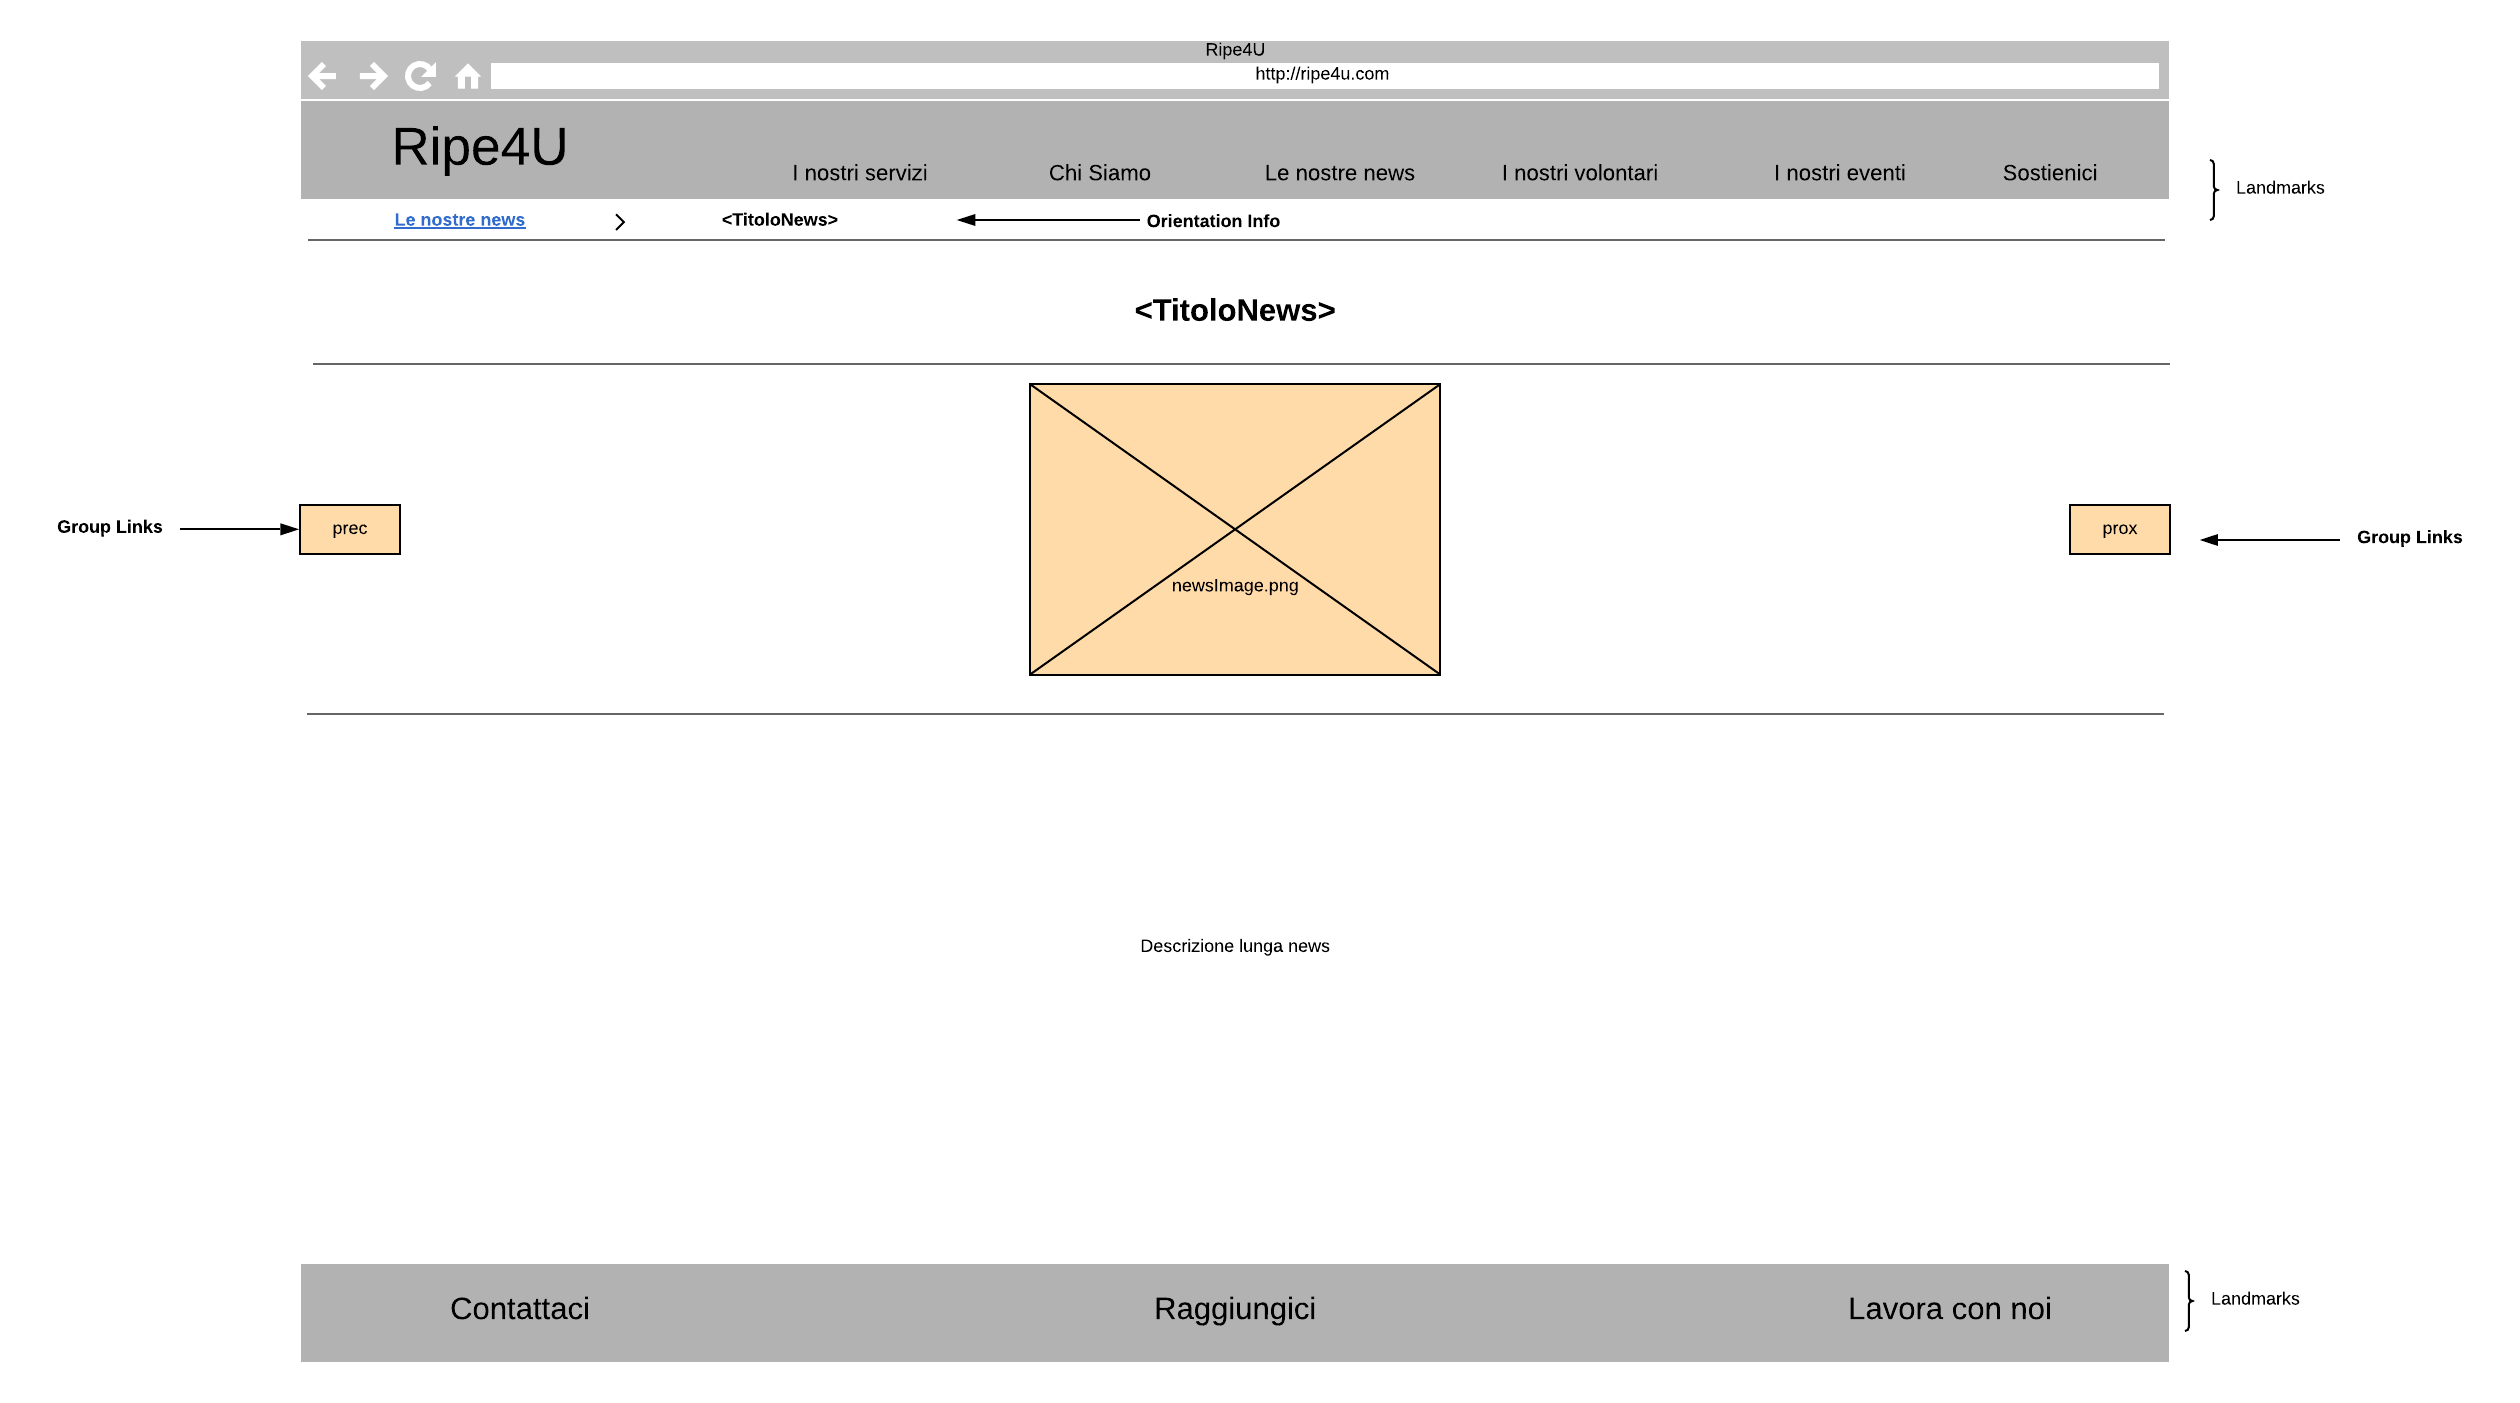 Ripe4U
http://ripe4u.com
Ripe4U
I nostri servizi
Chi Siamo
Le nostre news
I nostri volontari
I nostri eventi
Sostienici
Landmarks
Le nostre news
<TitoloNews>
Orientation Info
<TitoloNews>
Group Links
prec
newsImage.png
prox
Group Links
Descrizione lunga news
Contattaci
Raggiungici
Lavora con noi
Landmarks